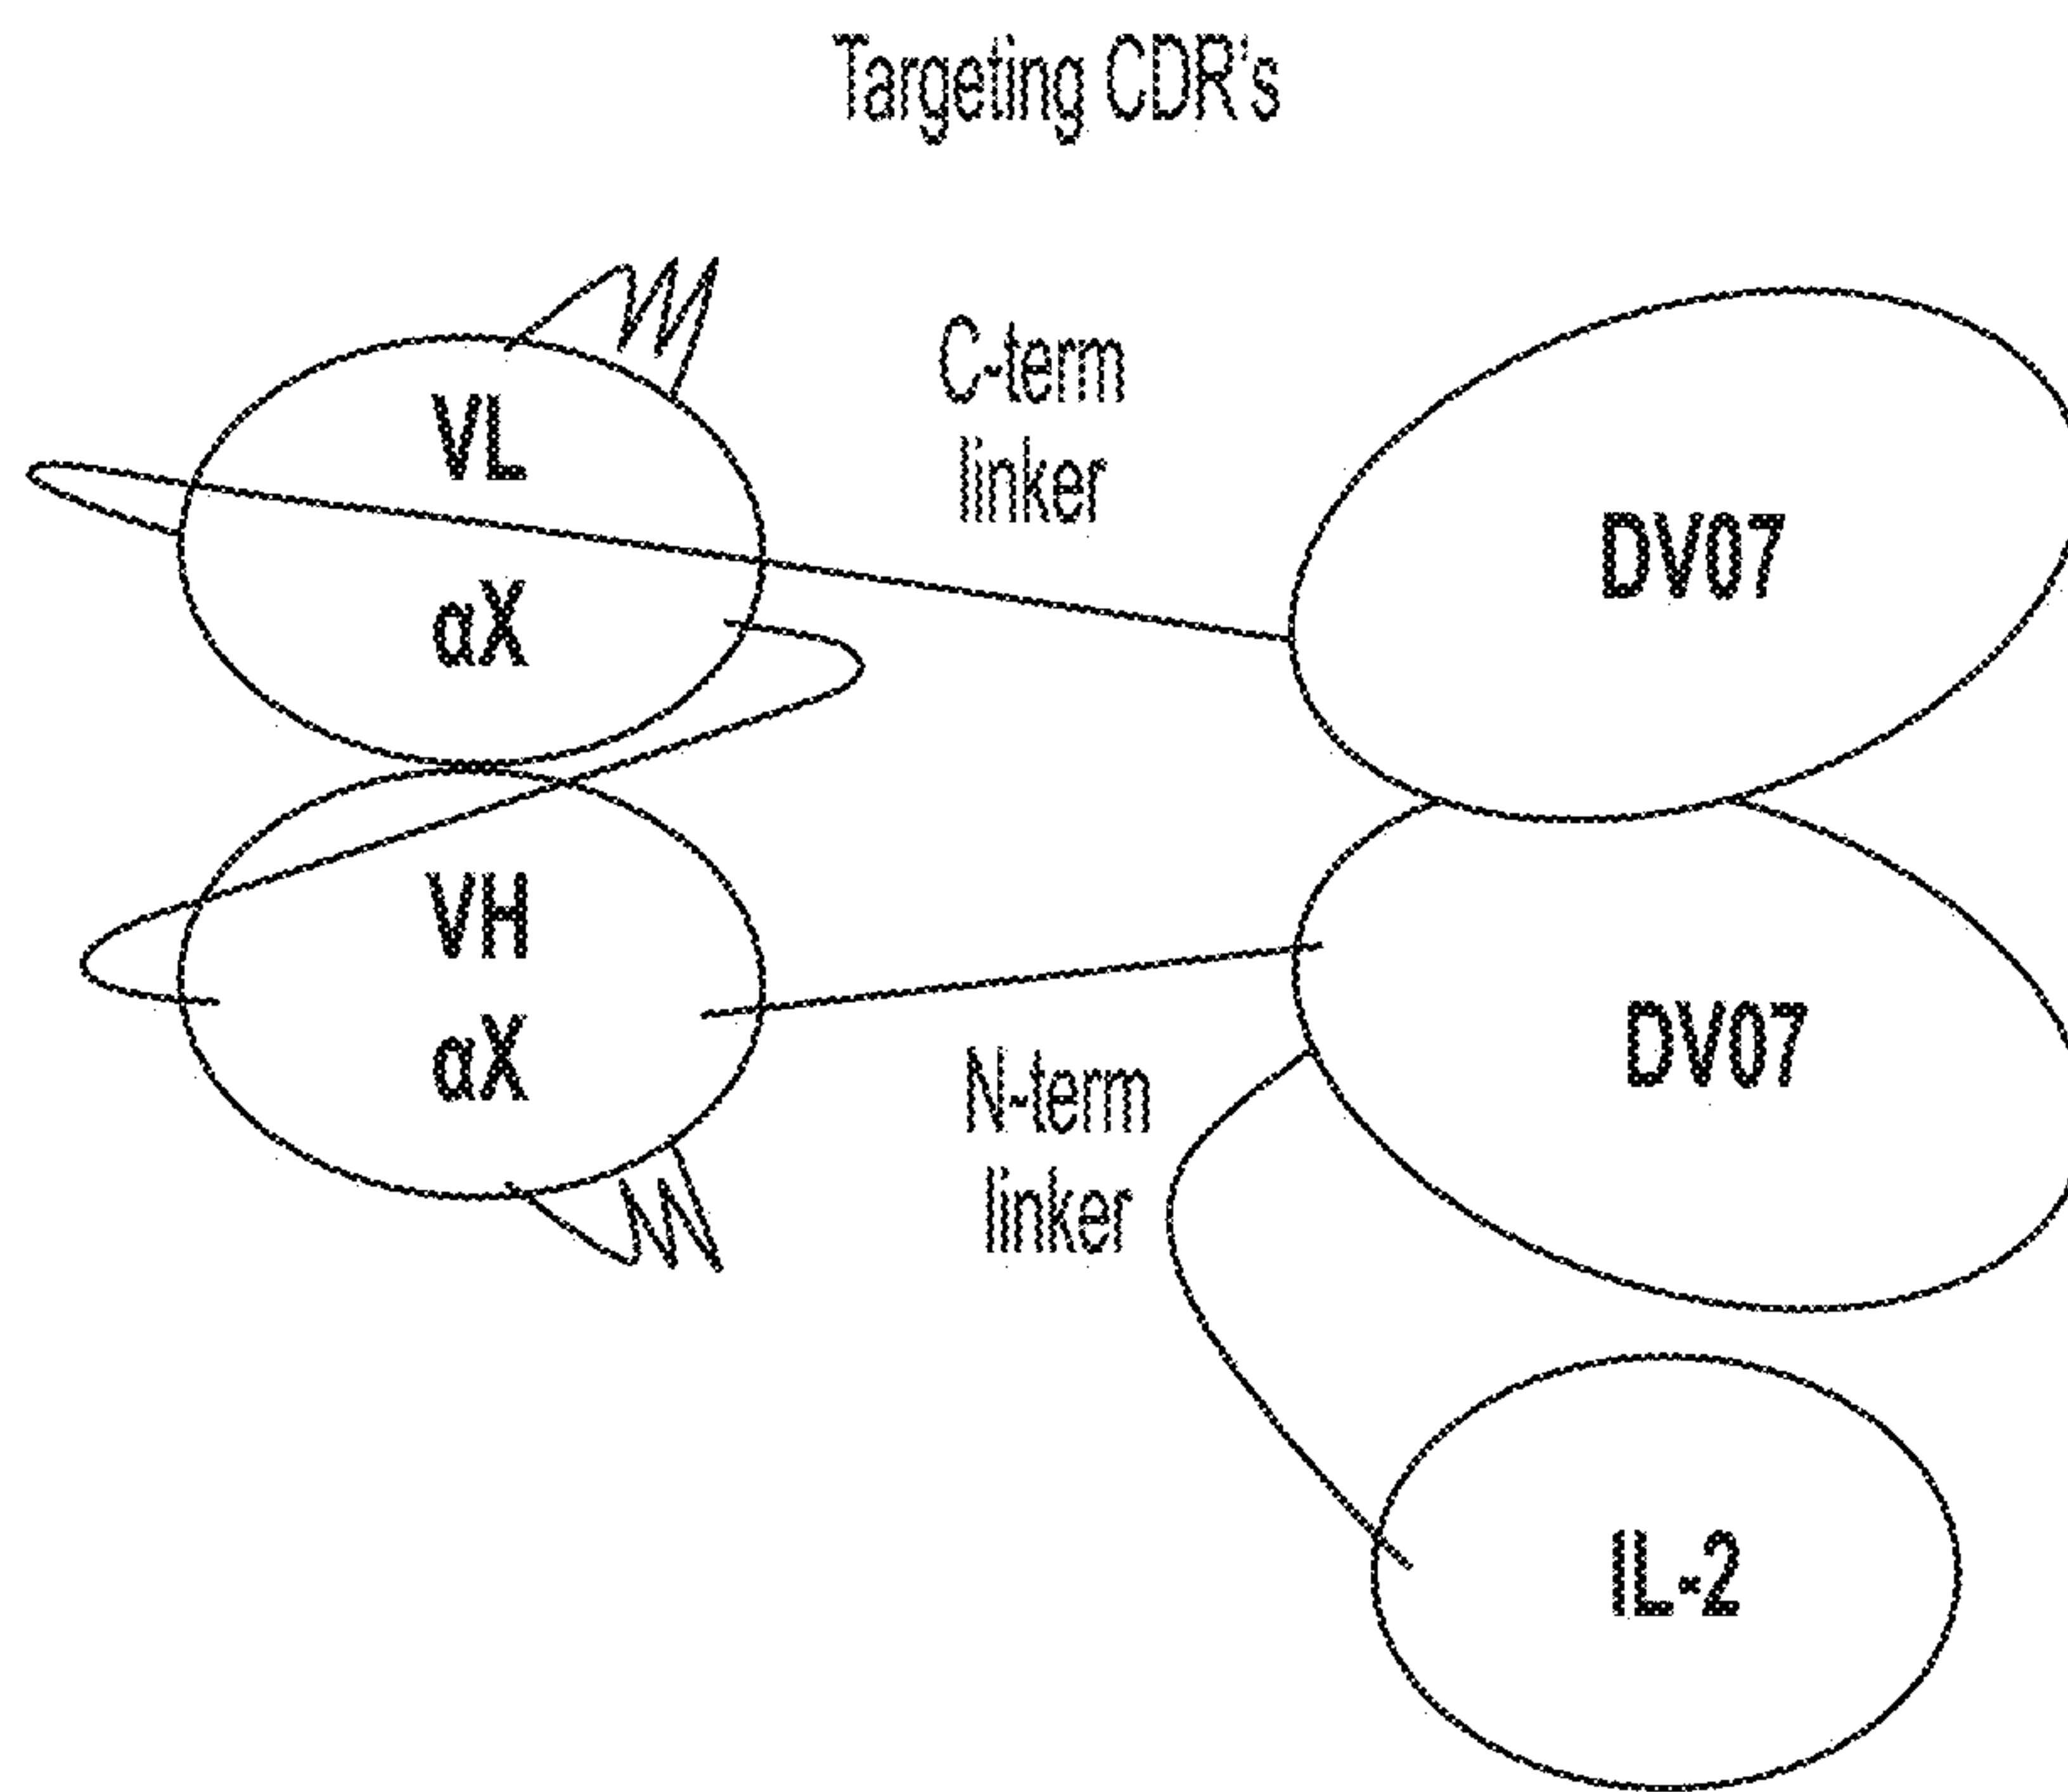 Targeting CDR's
VL
αX
C-term
linker
DV07
VH
αX
N-term
linker
DV07
IL-2